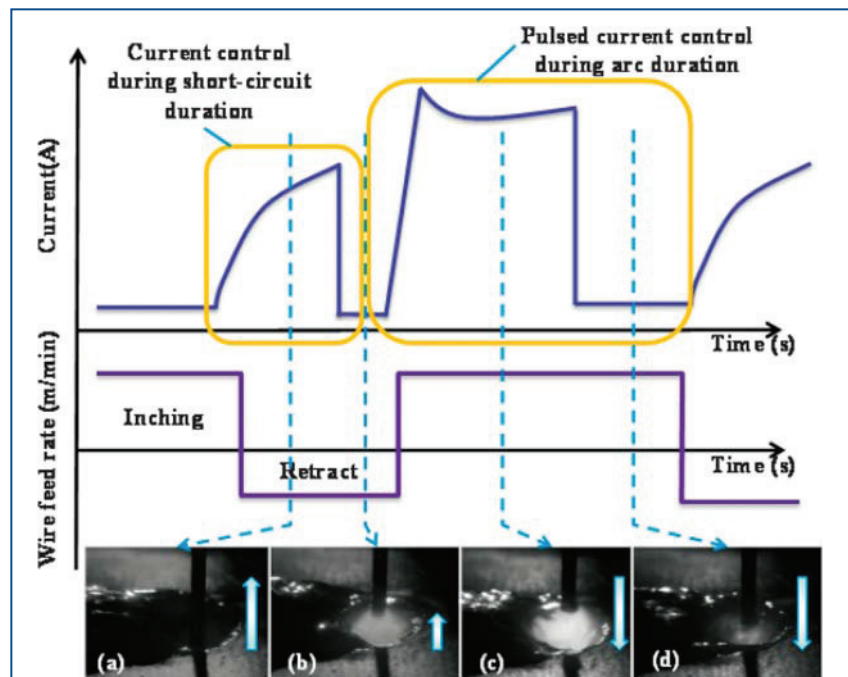 Current control
during short-circuit
duration
Pulsed current control
during arc duration
Current(A)
Time (s)
Wire feed rate (m/min)
Inching
Retract
Time (s)
(a)
(b)
(c)
(d)